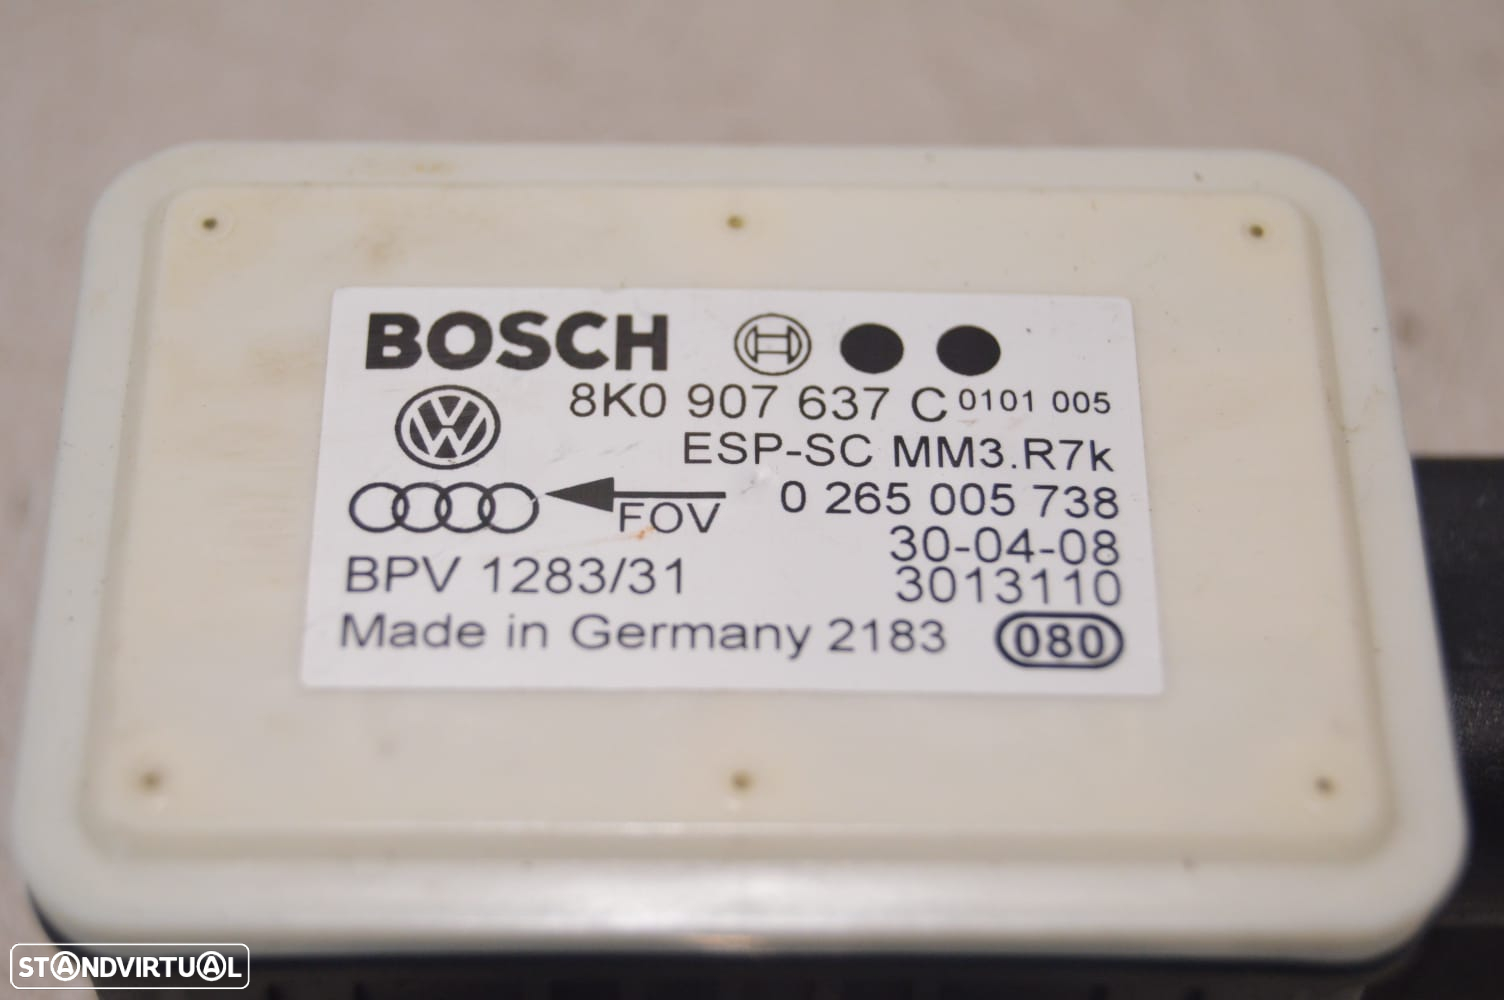 BOSCH
8K0 907 637 C 0101 005
ESP-SC MM3.R7k
0 265 005 738
FOV
30-04-08
BPV 1283/31
3013110
Made in Germany 2183
080
STANDVIRTUAL